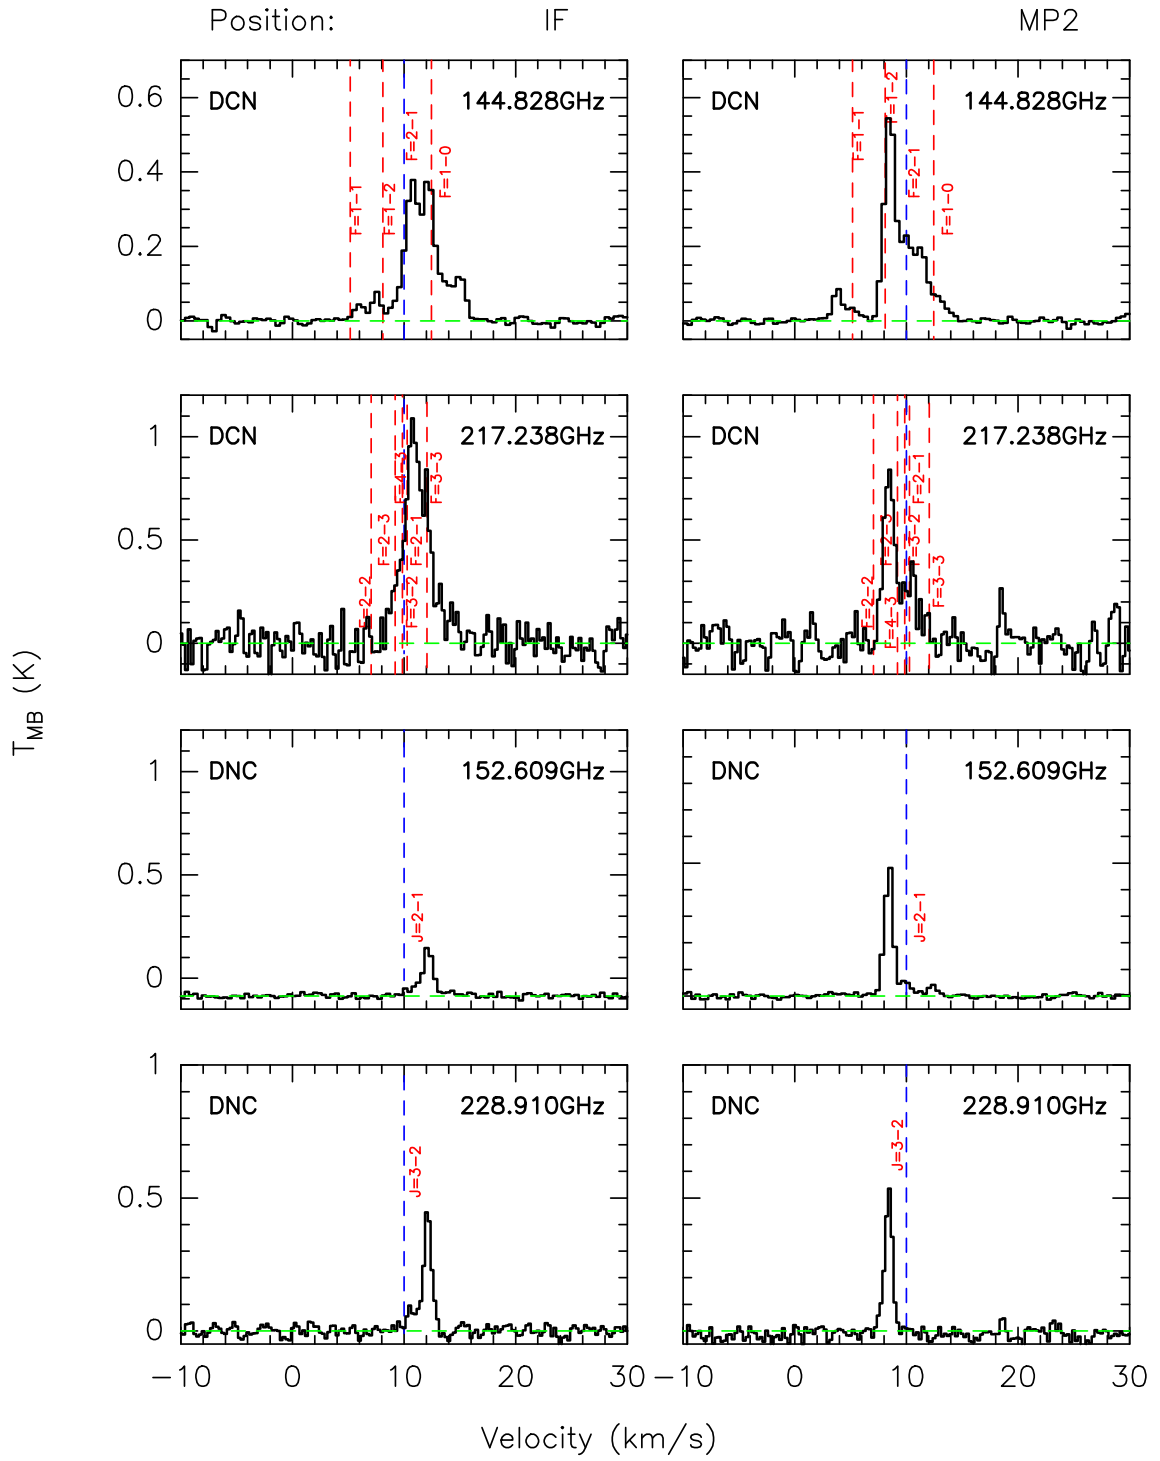 Position: IF MP2
DCN 144.828GHz
F=1-1
F=1-2
F=2-1
F=1-0
0.6
0.4
0.2
0
DCN 144.828GHz
F=1-1
F=1-2
F=2-1
F=1-0
DCN 217.238GHz
F=2-2
F=2-3
F=4-3
F=3-2
F=2-1
F=3-3
1
0.5
0
DCN 217.238GHz
F=2-2
F=2-3
F=4-3
F=3-2
F=2-1
F=3-3
T_MB (K)
DNC 152.609GHz
J=2-1
1
0.5
0
DNC 152.609GHz
J=2-1
DNC 228.910GHz
J=3-2
1
0.5
0
DNC 228.910GHz
J=3-2
-10 0 10 20 30
-10 0 10 20 30
Velocity (km/s)